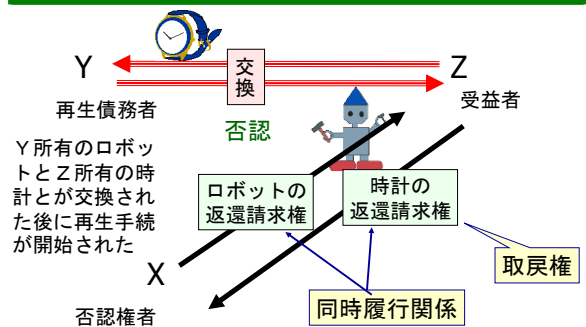 Y
交
換
Z
再生債務者
受益者
否認
Y所有のロボッ
トとZ所有の時
計とが交換され
た後に再生手続
が開始された
ロボットの
返還請求権
時計の
返還請求権
X
取戻権
否認権者
同時履行関係